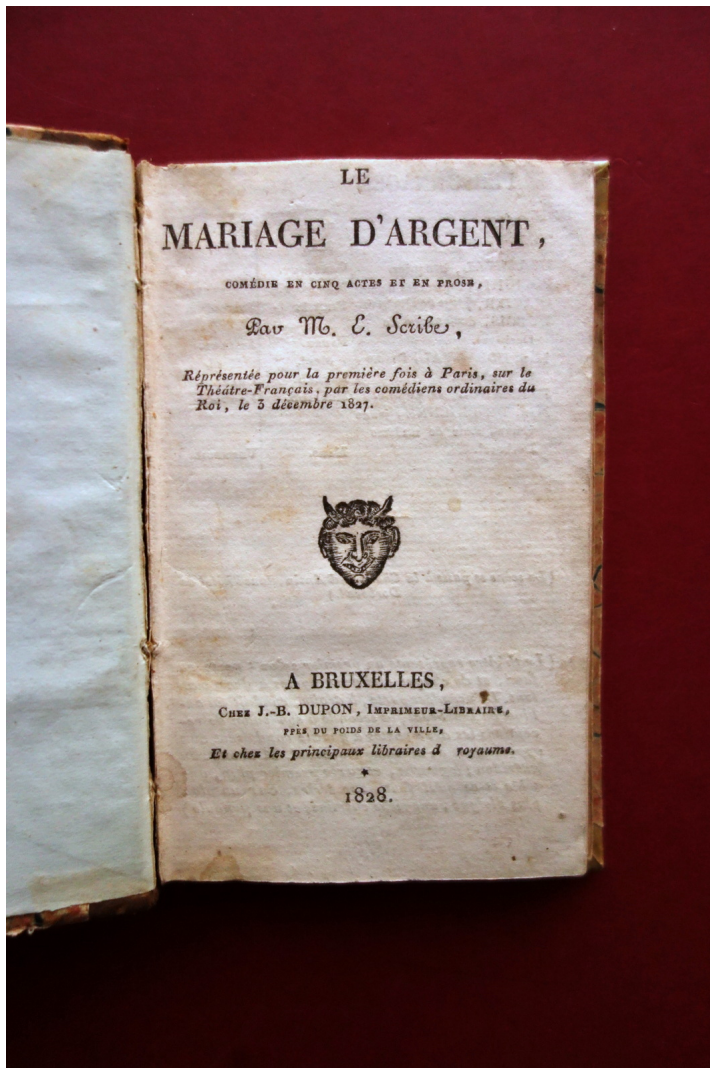 LE
MARIAGE D'ARGENT,
COMÉDIE EN CINQ ACTES ET EN PROSE,
Par M. E. Scribe,
Réprésentée pour la première fois à Paris, sur le
Théâtre-Français, par les comédiens ordinaires du
Roi, le 3 décembre 1827.
A BRUXELLES,
CHEZ J.-B. DUPON, IMPRIMEUR-LIBRAIRE,
PPÈS DU POIDS DE LA VILLE,
Et chez les principaux libraires d royaume.
1828.